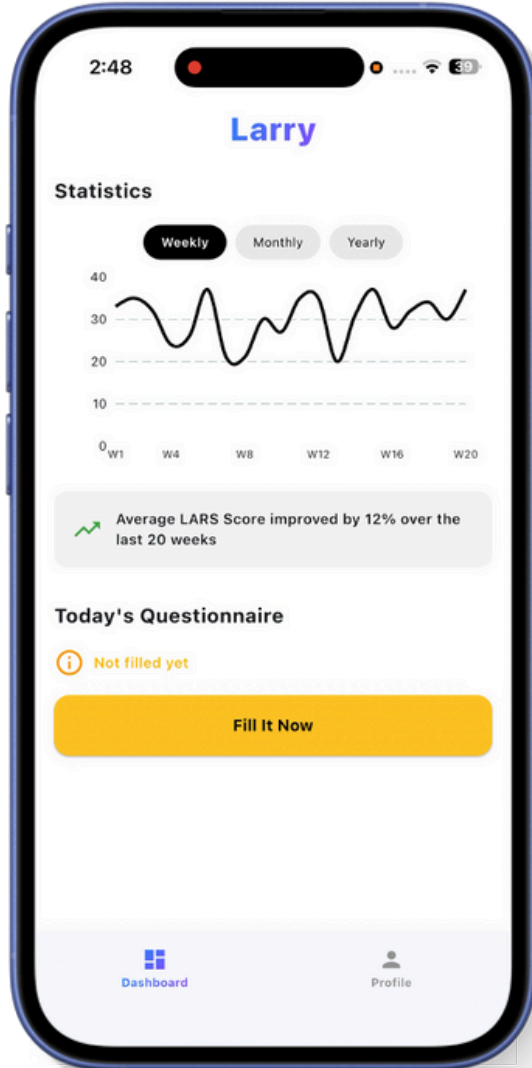 2:48
39
Larry
Statistics
Weekly Monthly Yearly
40
30
20
10
0
W1 W4 W8 W12 W16 W20
Average LARS Score improved by 12% over the
last 20 weeks
Today's Questionnaire
Not filled yet
Fill It Now
Dashboard Profile